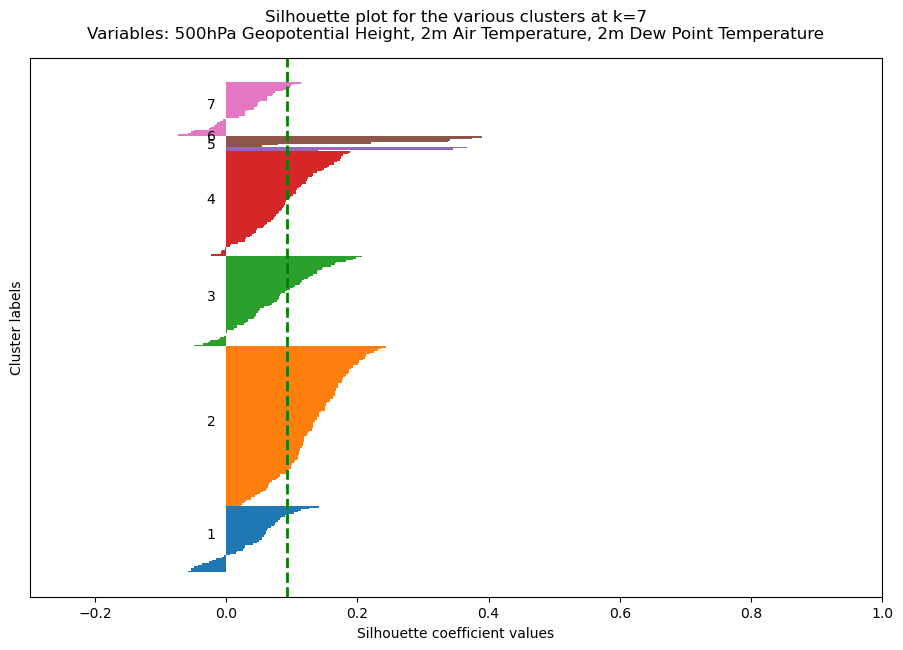 Silhouette plot for the various clusters at k=7
Variables: 500hPa Geopotential Height, 2m Air Temperature, 2m Dew Point Temperature
7
6
5
4
3
2
1
Cluster labels
−0.2 0.0 0.2 0.4 0.6 0.8 1.0
Silhouette coefficient values